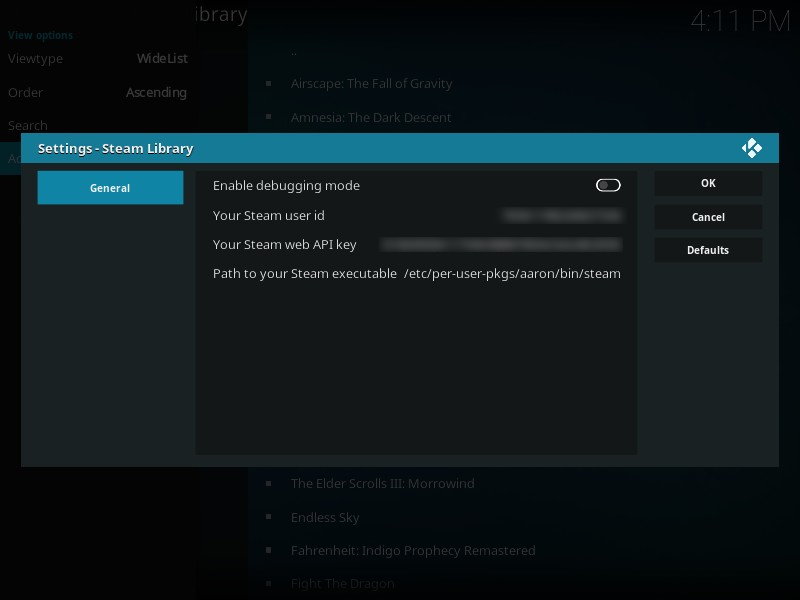 ibrary
4:11 PM
View options
Viewtype WideList
Order Ascending
Search
..
Airscape: The Fall of Gravity
Amnesia: The Dark Descent
Settings - Steam Library
General
Enable debugging mode
Your Steam user id
Your Steam web API key
Path to your Steam executable /etc/per-user-pkgs/aaron/bin/steam
OK
Cancel
Defaults
The Elder Scrolls III: Morrowind
Endless Sky
Fahrenheit: Indigo Prophecy Remastered
Fight The Dragon